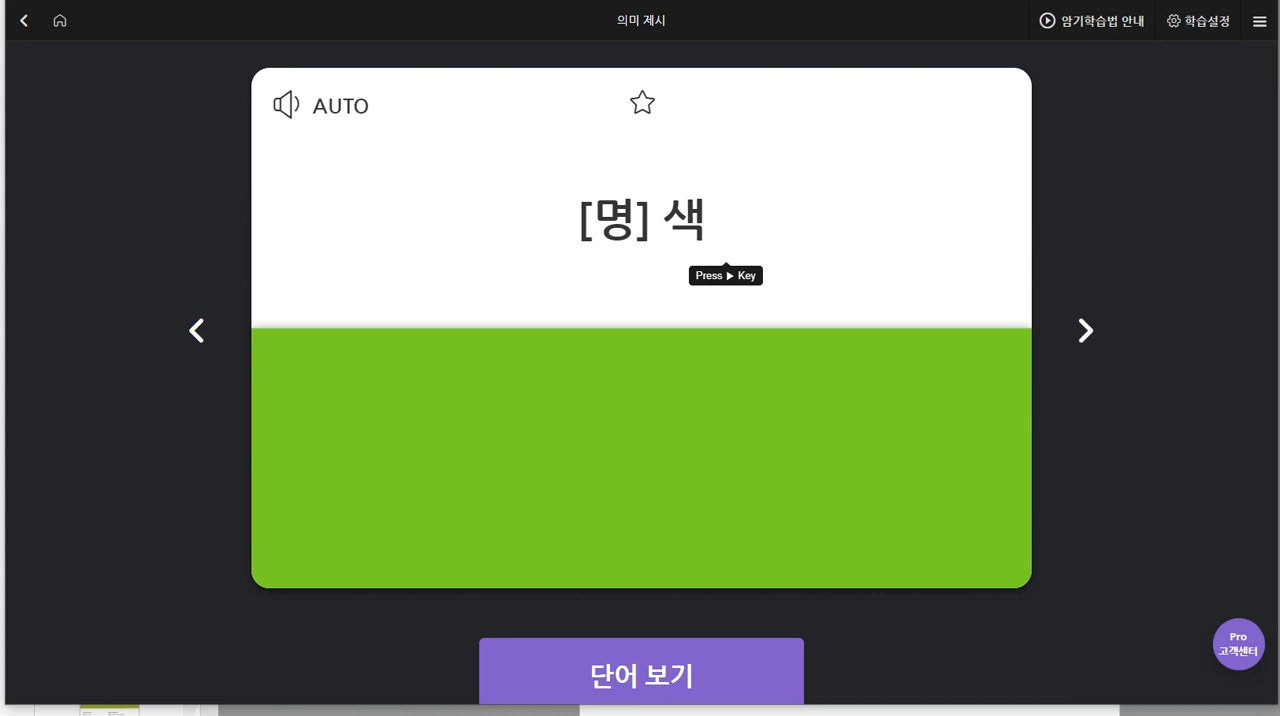 의미 제시
암기학습법 안내
학습설정
AUTO
[명] 색
Press ▶ Key
단어 보기
Pro
고객센터